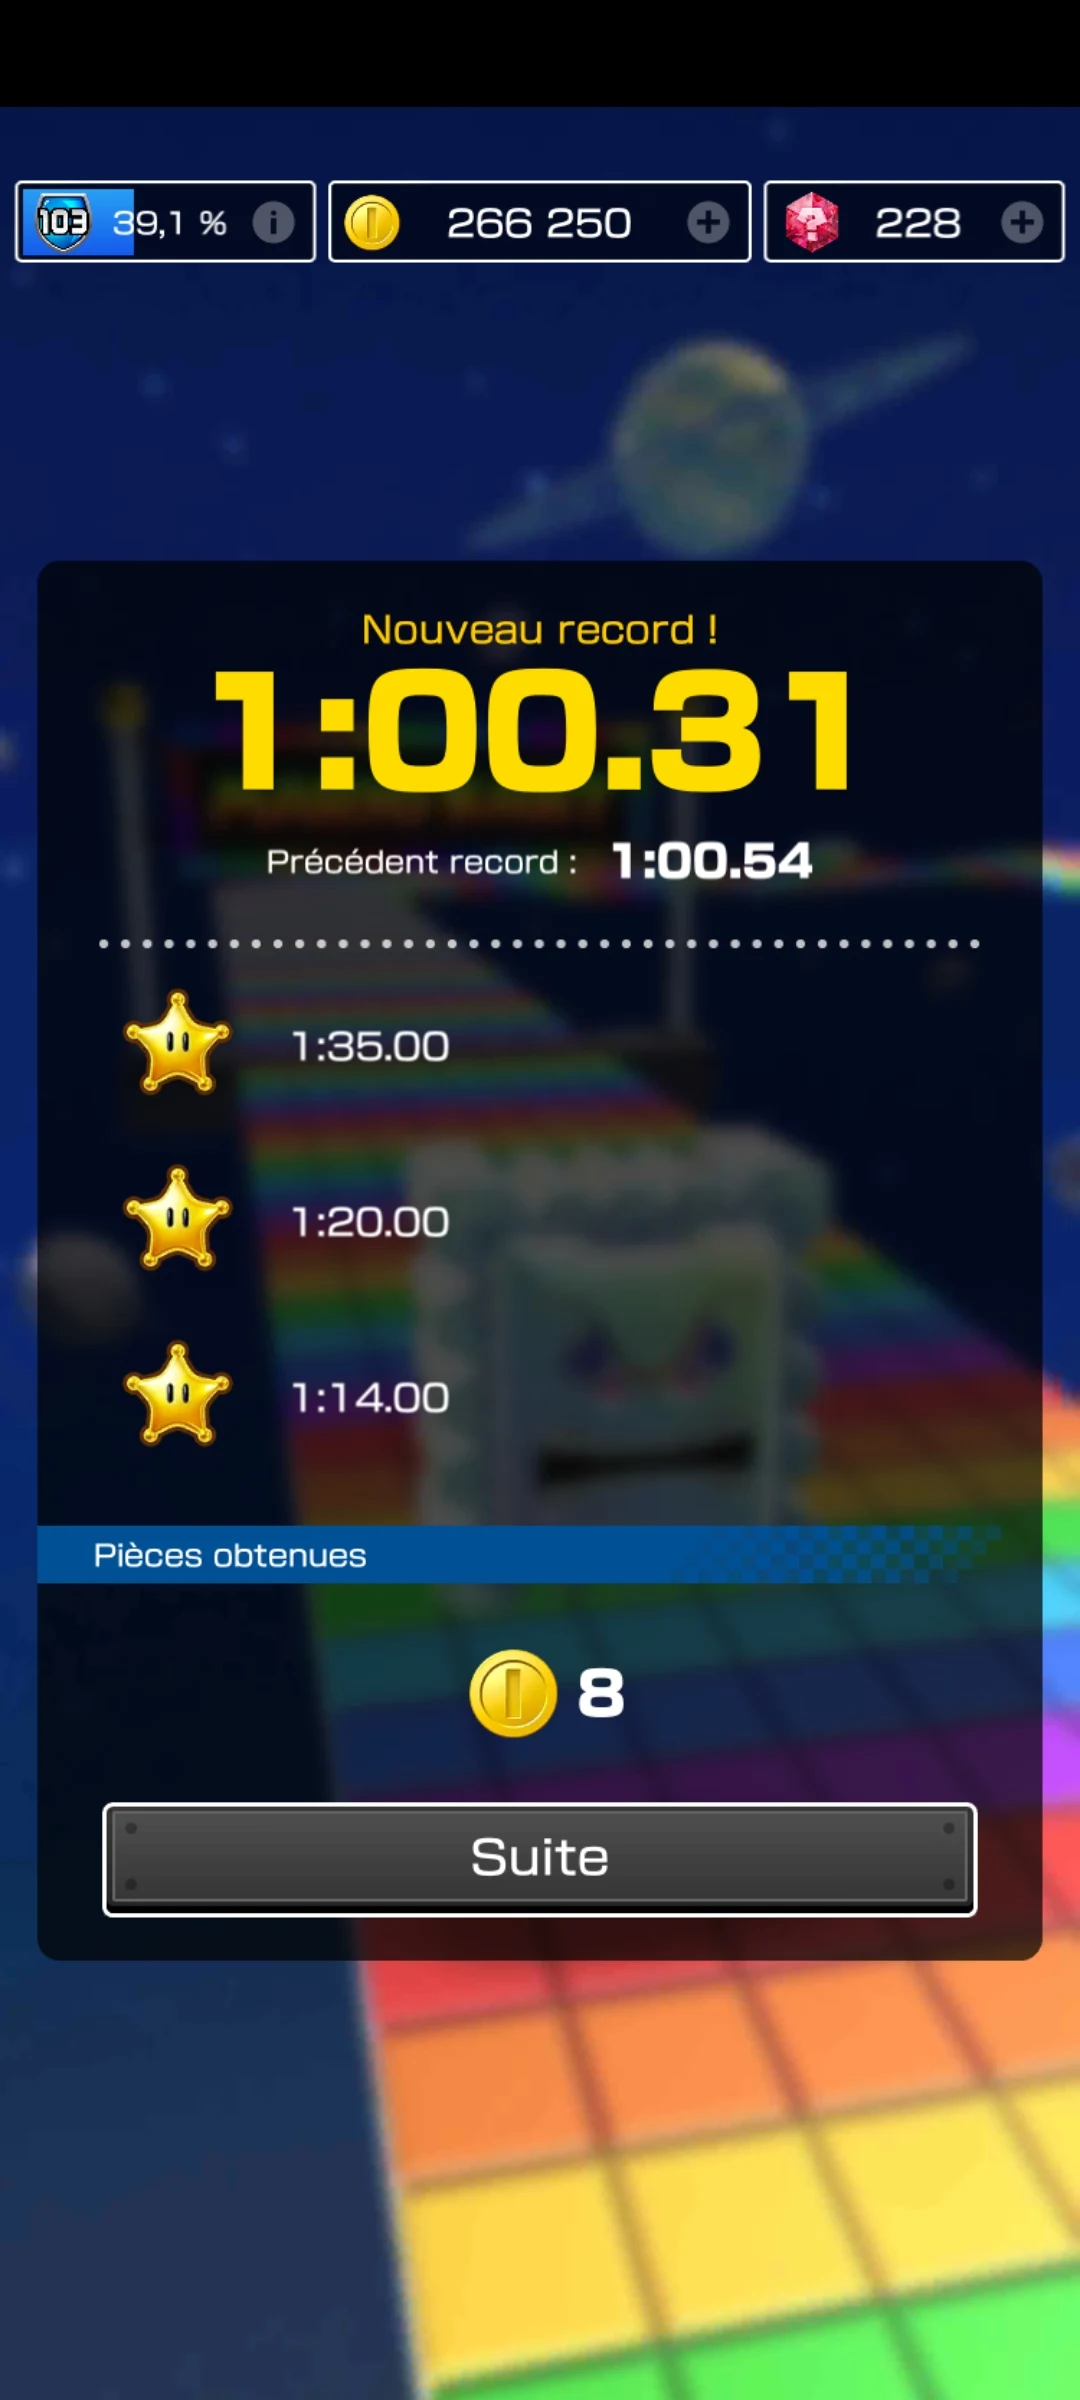 103 39,1 % i 266 250 + ? 228 +
Nouveau record !
1:00.31
Précédent record : 1:00.54
1:35.00
1:20.00
1:14.00
Pièces obtenues
8
Suite